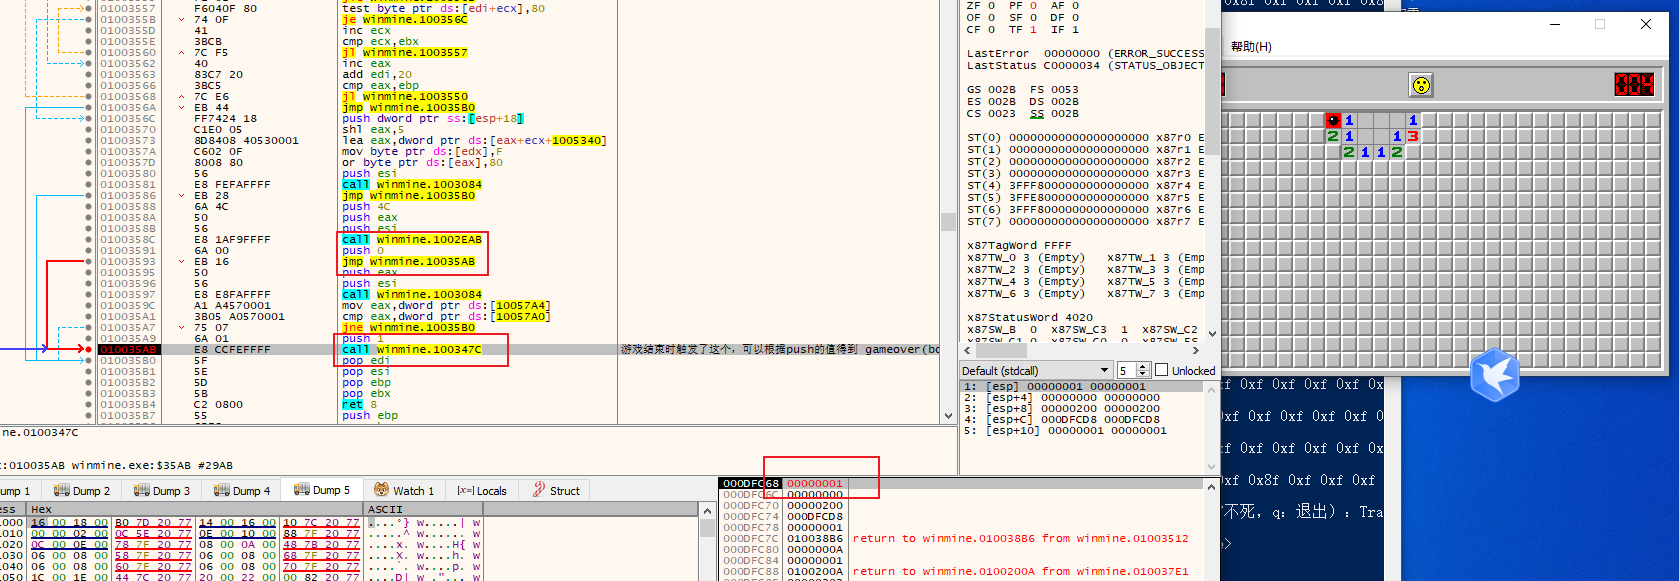 01003557 F6040F 80 test byte ptr ds:[edi+ecx],80
0100355B 74 0F je winmine.100356C
0100355D 41 inc ecx
0100355E 3BCB cmp ecx,ebx
01003560 7C F5 jl winmine.1003557
01003562 40 inc eax
01003563 83C7 20 add edi,20
01003566 3BC5 cmp eax,ebp
01003568 7C E6 jl winmine.1003550
0100356A EB 44 jmp winmine.10035B0
0100356C FF7424 18 push dword ptr ss:[esp+18]
01003570 C1E0 05 shl eax,5
01003573 8D8408 40530001 lea eax,dword ptr ds:[eax+ecx+1005340]
0100357A C602 0F mov byte ptr ds:[edx],F
0100357D 8008 80 or byte ptr ds:[eax],80
01003580 56 push esi
01003581 E8 FEFAFFFF call winmine.1003084
01003586 EB 28 jmp winmine.10035B0
01003588 6A 4C push 4C
0100358A 50 push eax
0100358B 56 push esi
0100358C E8 1AF9FFFF call winmine.1002EAB
01003591 6A 00 push 0
01003593 EB 16 jmp winmine.10035AB
01003595 50 push eax
01003596 56 push esi
01003597 E8 E8FAFFFF call winmine.1003084
0100359C A1 A4570001 mov eax,dword ptr ds:[10057A4]
010035A1 3B05 A0570001 cmp eax,dword ptr ds:[10057A0]
010035A7 75 07 jne winmine.10035B0
010035A9 6A 01 push 1
010035AB E8 CCFEFFFF call winmine.100347C 游戏结束时触发了这个，可以根据push的值得到 gameover(bo
010035B0 5F pop edi
010035B1 5E pop esi
010035B2 5D pop ebp
010035B3 5B pop ebx
010035B4 C2 0800 ret 8
010035B7 55 push ebp
ne.0100347C
:010035AB winmine.exe:$35AB #29AB
ZF 0 PF 0 AF 0
OF 0 SF 0 DF 0
CF 0 TF 1 IF 1
LastError 00000000 (ERROR_SUCCESS
LastStatus C0000034 (STATUS_OBJECT
GS 002B FS 0053
ES 002B DS 002B
CS 0023 SS 002B
ST(0) 00000000000000000000 x87r0 E
ST(1) 00000000000000000000 x87r1 E
ST(2) 00000000000000000000 x87r2 E
ST(3) 00000000000000000000 x87r3 E
ST(4) 3FFF8000000000000000 x87r4 E
ST(5) 3FFE8000000000000000 x87r5 E
ST(6) 3FFF8000000000000000 x87r6 E
ST(7) 00000000000000000000 x87r7 E
x87TagWord FFFF
x87TW_0 3 (Empty) x87TW_1 3 (Emp
x87TW_2 3 (Empty) x87TW_3 3 (Emp
x87TW_4 3 (Empty) x87TW_5 3 (Emp
x87TW_6 3 (Empty) x87TW_7 3 (Emp
x87StatusWord 4020
x87SW_B 0 x87SW_C3 1 x87SW_C2
Default (stdcall) 5 Unlocked
1: [esp] 00000001 00000001
2: [esp+4] 00000000 00000000
3: [esp+8] 00000200 00000200
4: [esp+C] 000DFCD8 000DFCD8
5: [esp+10] 00000001 00000001
ump 1 Dump 2 Dump 3 Dump 4 Dump 5 Watch 1 [x=] Locals Struct
ess Hex ASCII
1000 16 00 18 00 B0 7D 20 77 14 00 16 00 10 7C 20 77
1010 00 00 02 00 0C 5E 20 77 0E 00 10 00 88 7F 20 77
1020 0C 00 0E 00 78 7F 20 77 08 00 0A 00 48 7B 20 77
1030 06 00 08 00 58 7F 20 77 06 00 08 00 68 7F 20 77
1040 06 00 08 00 60 7F 20 77 06 00 08 00 70 7F 20 77
1050 1C 00 1E 00 44 7C 20 77 20 00 22 00 00 82 20 77
000DFC68 00000001
000DFC6C 00000000
000DFC70 00000200
000DFC74 000DFCD8
000DFC78 00000001
000DFC7C 010038B6 return to winmine.010038B6 from winmine.01003512
000DFC80 0000000A
000DFC84 00000001
000DFC88 0100200A return to winmine.0100200A from winmine.010037E1
帮助(H)
1 1
2 1 1 3
2 1 1 2
0xf 0xf 0xf 0xf 0
0xf 0xf 0xf 0xf 0
0xf 0xf 0xf 0xf 0
0xf 0x8f 0xf 0xf
不死, q: 退出): Tra